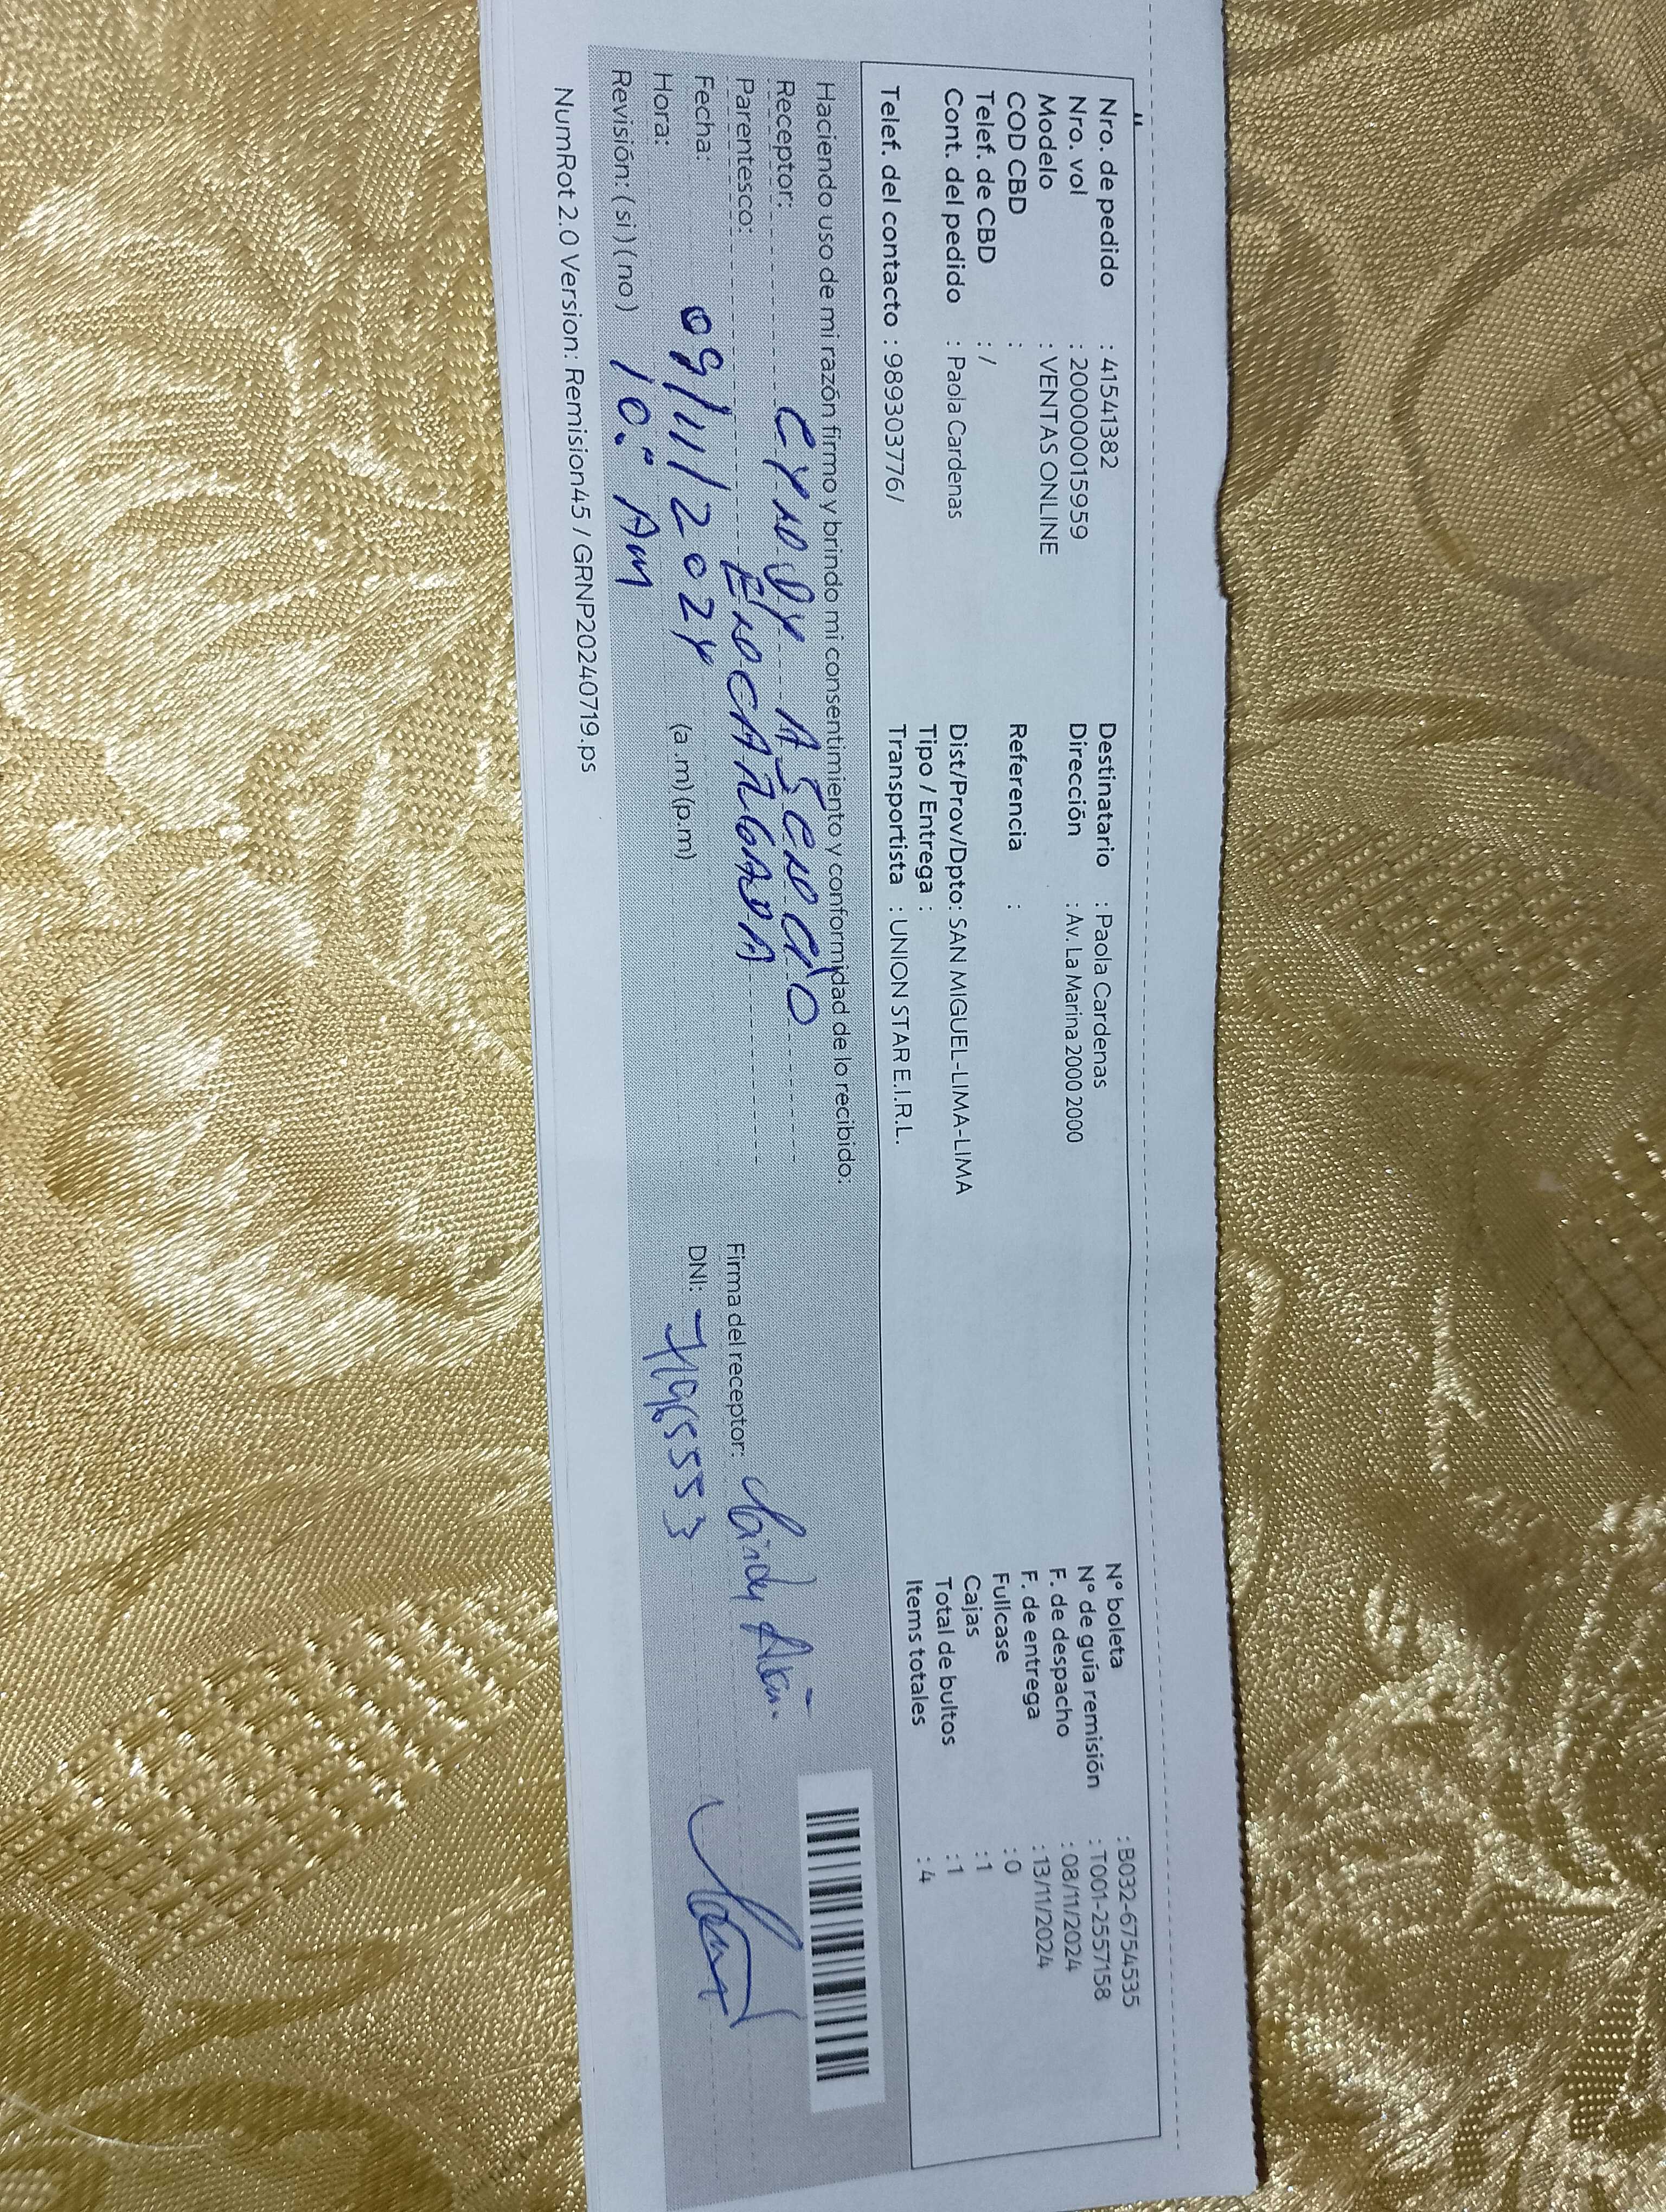 Nro. de pedido : 41541382 Destinatario : Paola Cardenas N° boleta : B032-6754535
Nro. vol : 2000000015959 Dirección : Av. La Marina 2000 2000 N° de guía remisión : T001-2557158
Modelo : VENTAS ONLINE F. de despacho : 08/11/2024
COD CBD : Referencia : F. de entrega : 13/11/2024
Telef. de CBD : / Fullcase : 0
Cont. del pedido : Paola Cardenas Dist/Prov/Dpto: SAN MIGUEL-LIMA-LIMA Cajas : 1
Tipo / Entrega : Total de bultos : 1
Telef. del contacto : 989303776/ Transportista : UNION STAR E.I.R.L. Items totales : 4
Haciendo uso de mi razón firmo y brindo mi consentimiento y conformidad de lo recibido:
Receptor: CYNDY ASENCIO
Parentesco: ENCARGADA Firma del receptor: Cindy
Fecha: 09/11/2024 DNI:
Hora: 10: AM (a .m) (p.m)
Revisión: ( si ) ( no )
NumRot 2.0 Version: Remision45 / GRNP20240719.ps